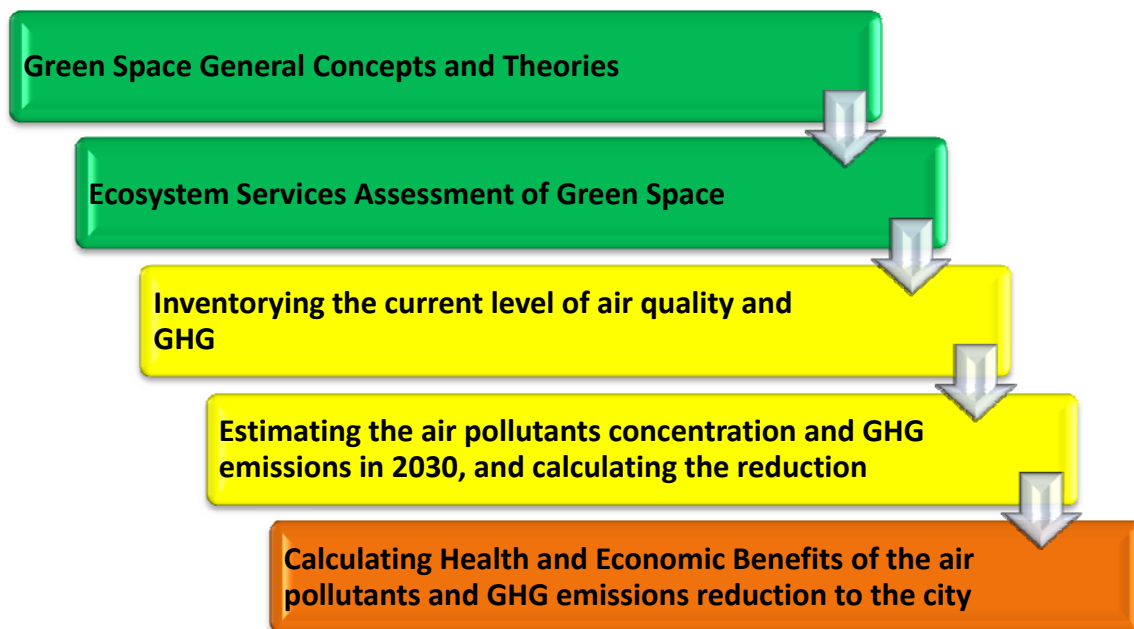 Green Space General Concepts and Theories
Ecosystem Services Assessment of Green Space
Inventorying the current level of air quality and
GHG
Estimating the air pollutants concentration and GHG
emissions in 2030, and calculating the reduction
Calculating Health and Economic Benefits of the air
pollutants and GHG emissions reduction to the city